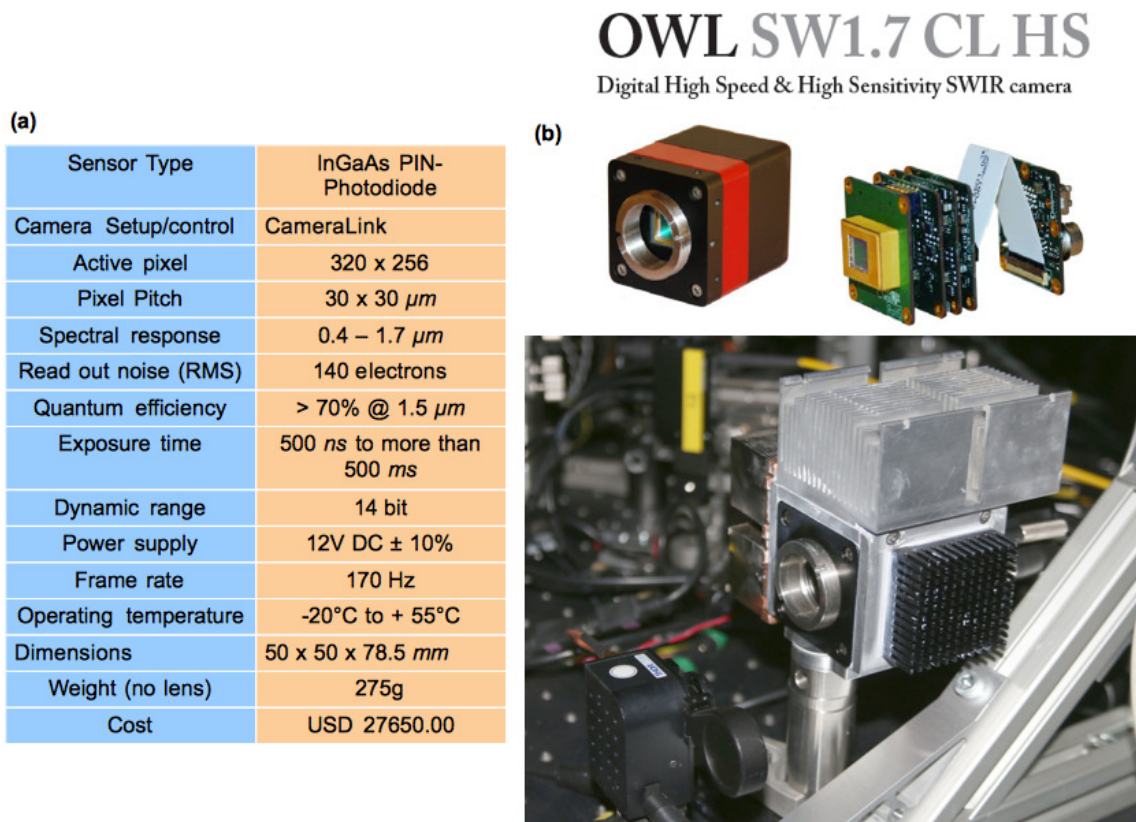 OWL SW1.7 CL HS
Digital High Speed & High Sensitivity SWIR camera
(a)
Sensor Type InGaAs PIN-
Photodiode
Camera Setup/control CameraLink
Active pixel 320 x 256
Pixel Pitch 30 x 30 µm
Spectral response 0.4 – 1.7 µm
Read out noise (RMS) 140 electrons
Quantum efficiency > 70% @ 1.5 µm
Exposure time 500 ns to more than
500 ms
Dynamic range 14 bit
Power supply 12V DC ± 10%
Frame rate 170 Hz
Operating temperature -20°C to + 55°C
Dimensions 50 x 50 x 78.5 mm
Weight (no lens) 275g
Cost USD 27650.00
(b)